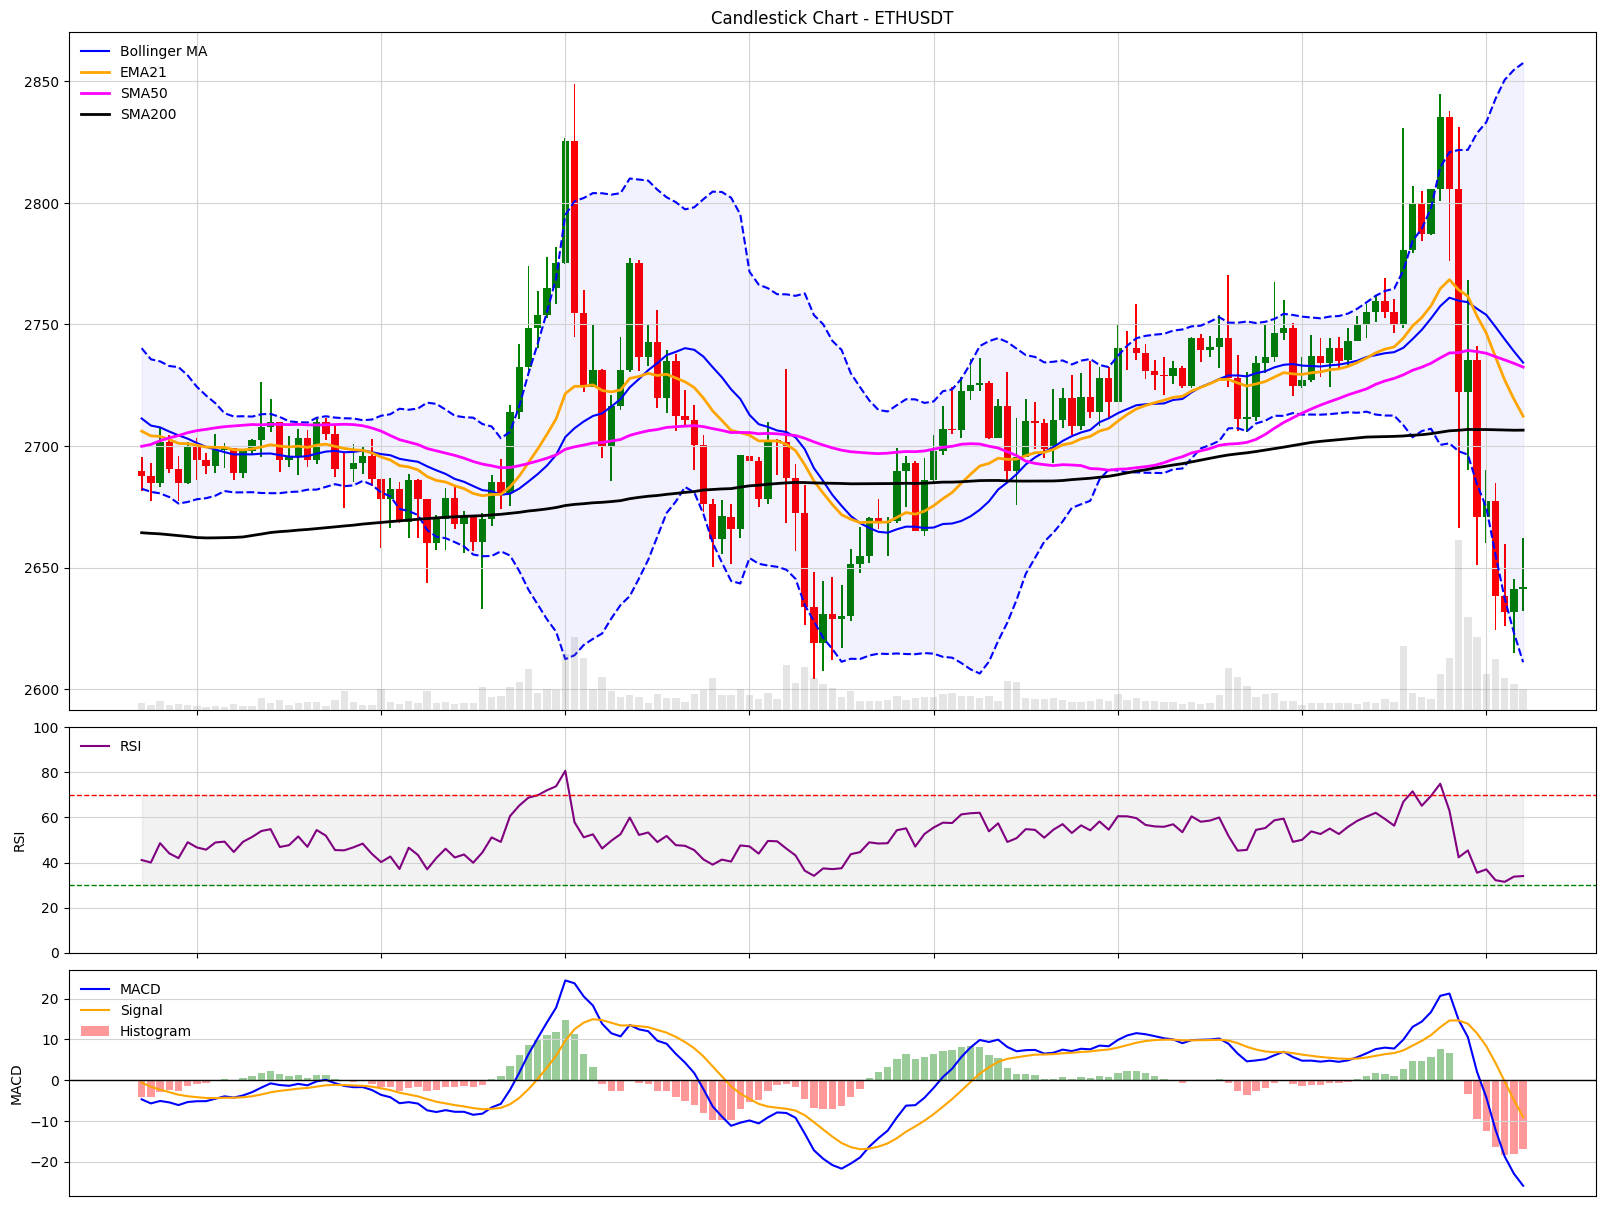 Candlestick Chart - ETHUSDT
Bollinger MA
EMA21
SMA50
SMA200
2850
2800
2750
2700
2650
2600
RSI
100
80
60
40
20
0
RSI
MACD
Signal
Histogram
20
10
0
−10
−20
MACD